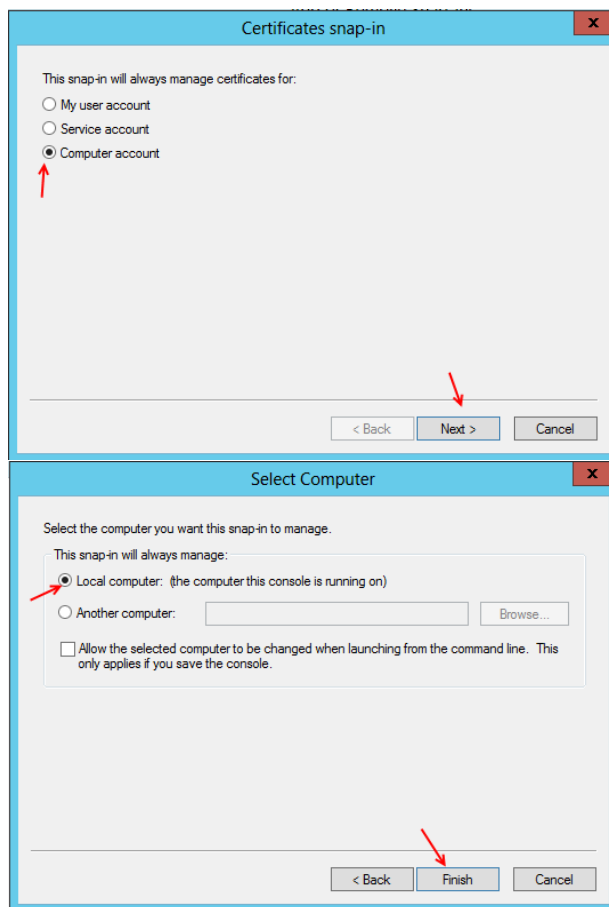 Certificates snap-in
x
This snap-in will always manage certificates for:
My user account
Service account
Computer account
< Back
Next >
Cancel
Select Computer
x
Select the computer you want this snap-in to manage.
This snap-in will always manage:
Local computer: (the computer this console is running on)
Another computer:
Browse...
Allow the selected computer to be changed when launching from the command line. This
only applies if you save the console.
< Back
Finish
Cancel